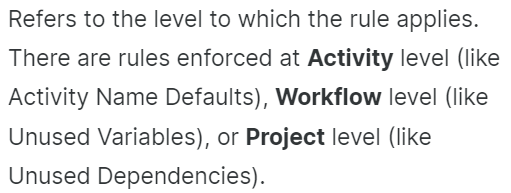 Refers to the level to which the rule applies.
There are rules enforced at Activity level (like
Activity Name Defaults), Workflow level (like
Unused Variables), or Project level (like
Unused Dependencies).